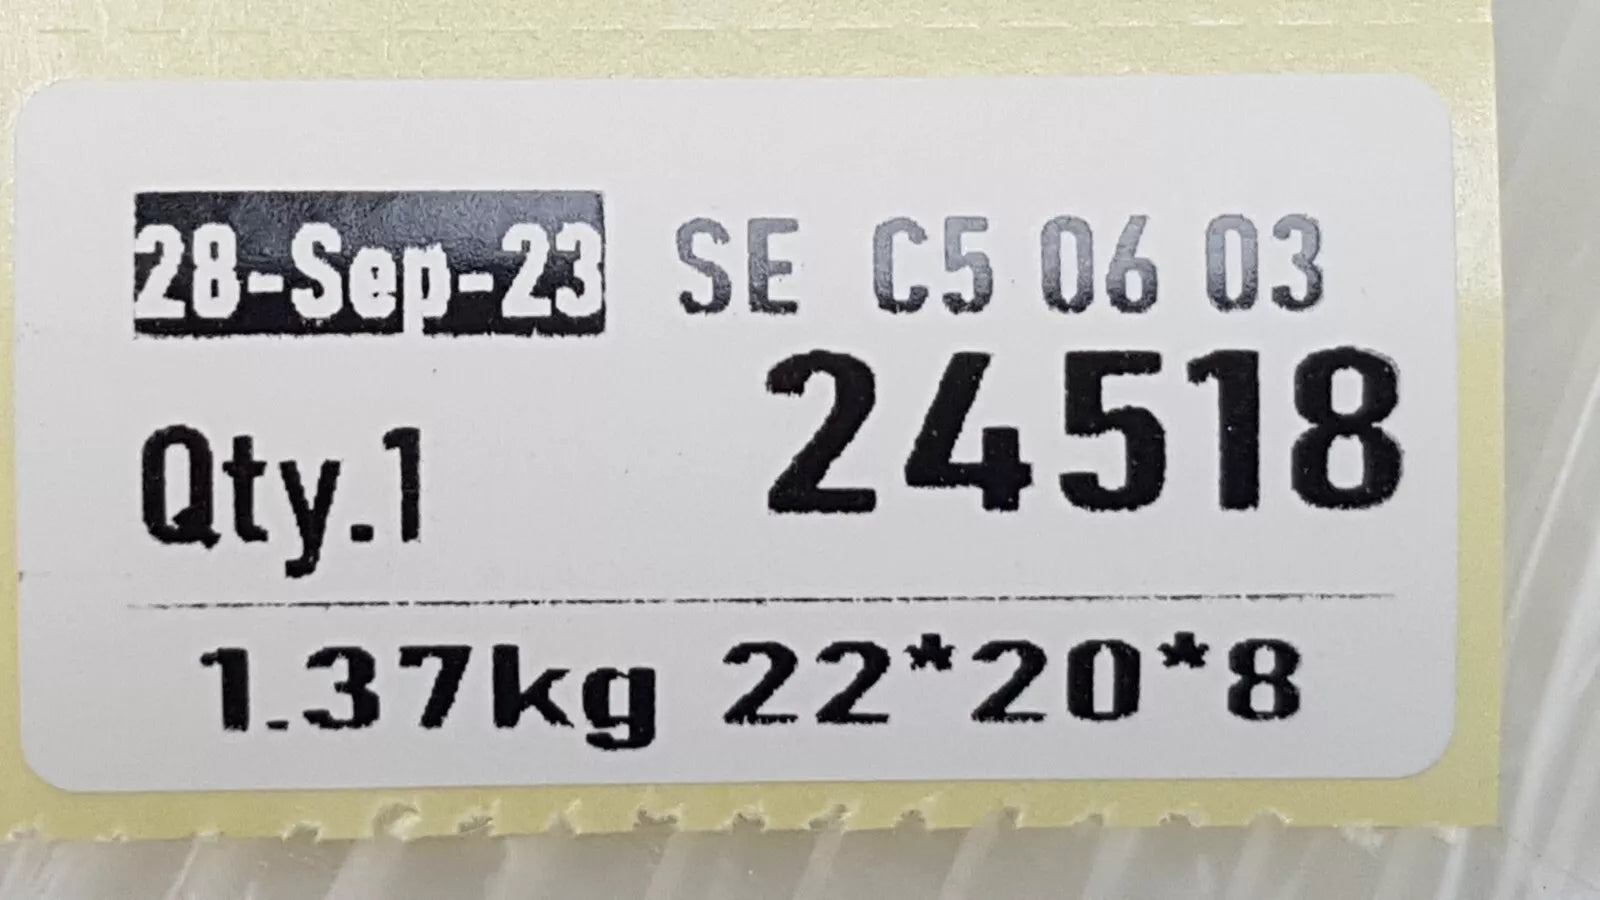 28-Sep-23 SE C5 06 03
24518
Qty.1
1.37kg 22*20*8